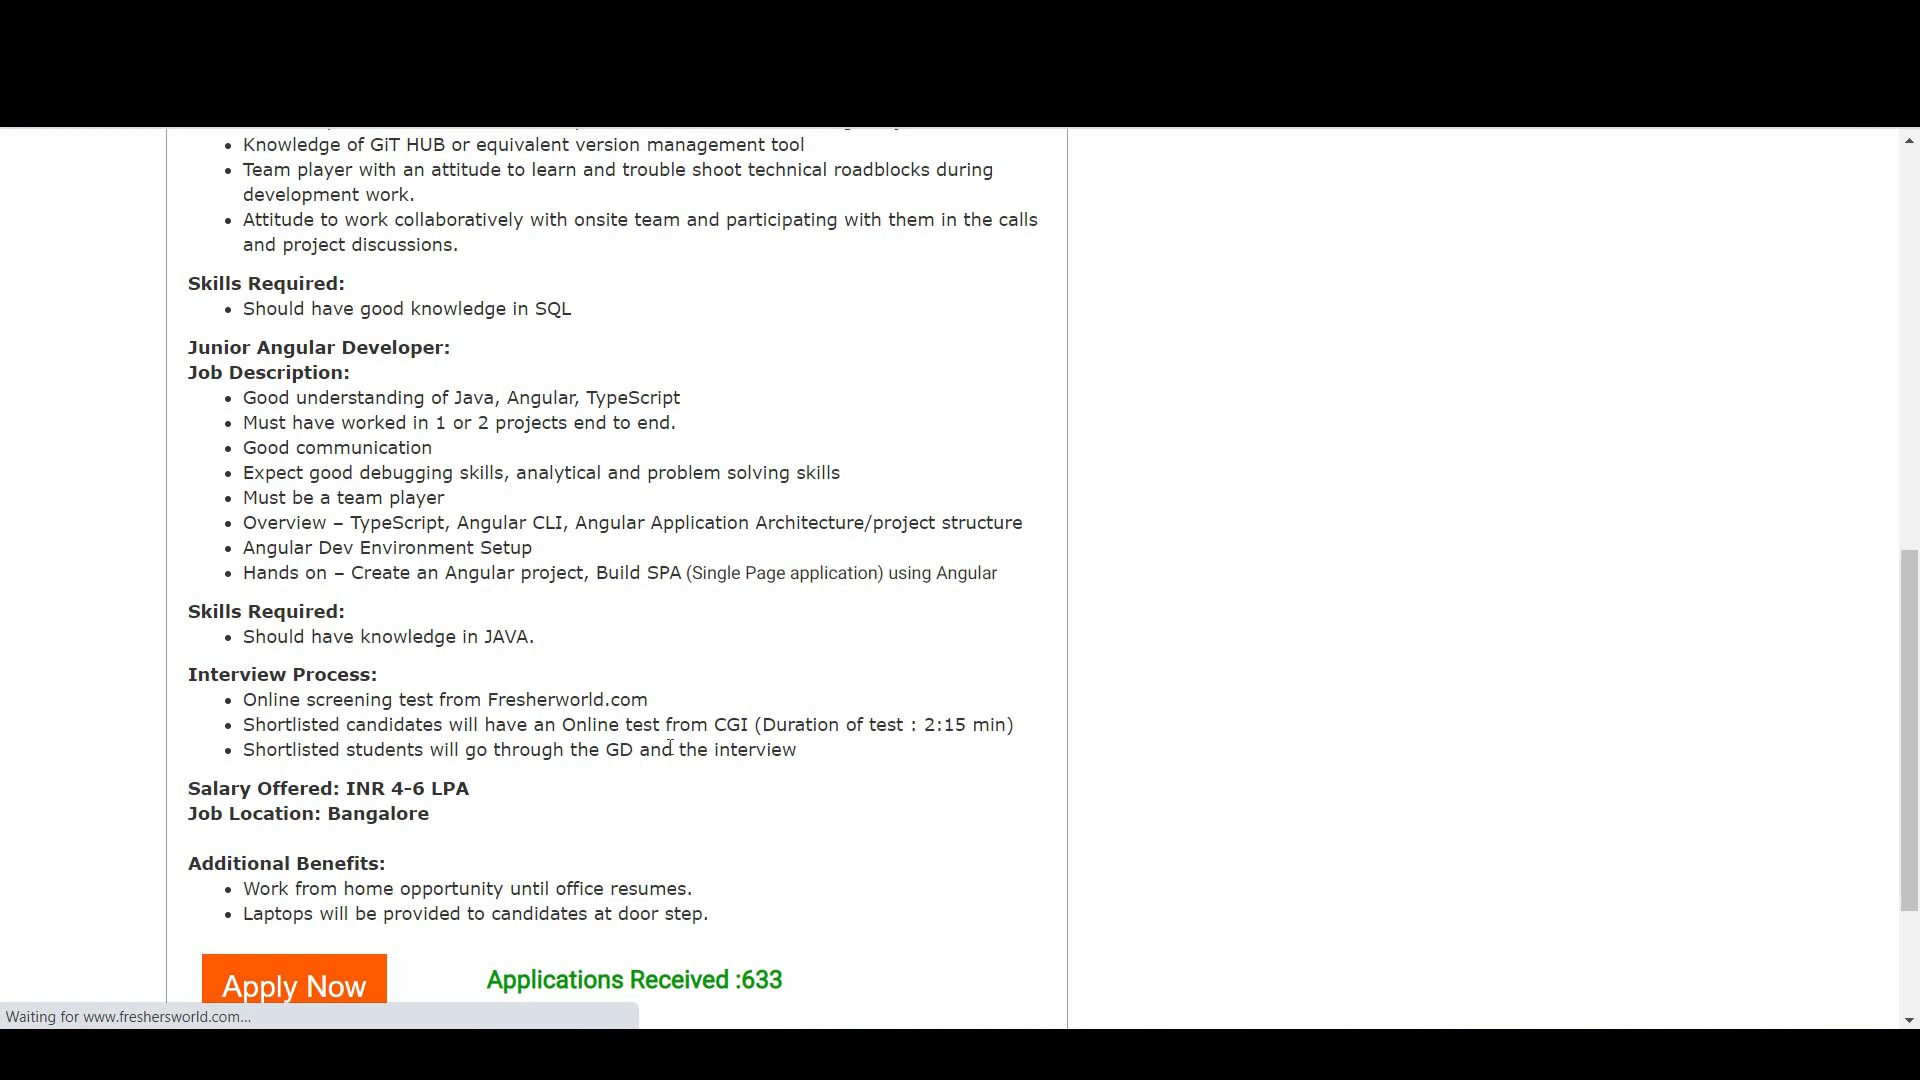 Knowledge of GiT HUB or equivalent version management tool
Team player with an attitude to learn and trouble shoot technical roadblocks during
development work.
Attitude to work collaboratively with onsite team and participating with them in the calls
and project discussions.
Skills Required:
Should have good knowledge in SQL
Junior Angular Developer:
Job Description:
Good understanding of Java, Angular, TypeScript
Must have worked in 1 or 2 projects end to end.
Good communication
Expect good debugging skills, analytical and problem solving skills
Must be a team player
Overview – TypeScript, Angular CLI, Angular Application Architecture/project structure
Angular Dev Environment Setup
Hands on – Create an Angular project, Build SPA (Single Page application) using Angular
Skills Required:
Should have knowledge in JAVA.
Interview Process:
Online screening test from Fresherworld.com
Shortlisted candidates will have an Online test from CGI (Duration of test : 2:15 min)
Shortlisted students will go through the GD and the interview
Salary Offered: INR 4-6 LPA
Job Location: Bangalore
Additional Benefits:
Work from home opportunity until office resumes.
Laptops will be provided to candidates at door step.
Apply Now
Applications Received :633
Waiting for www.freshersworld.com...